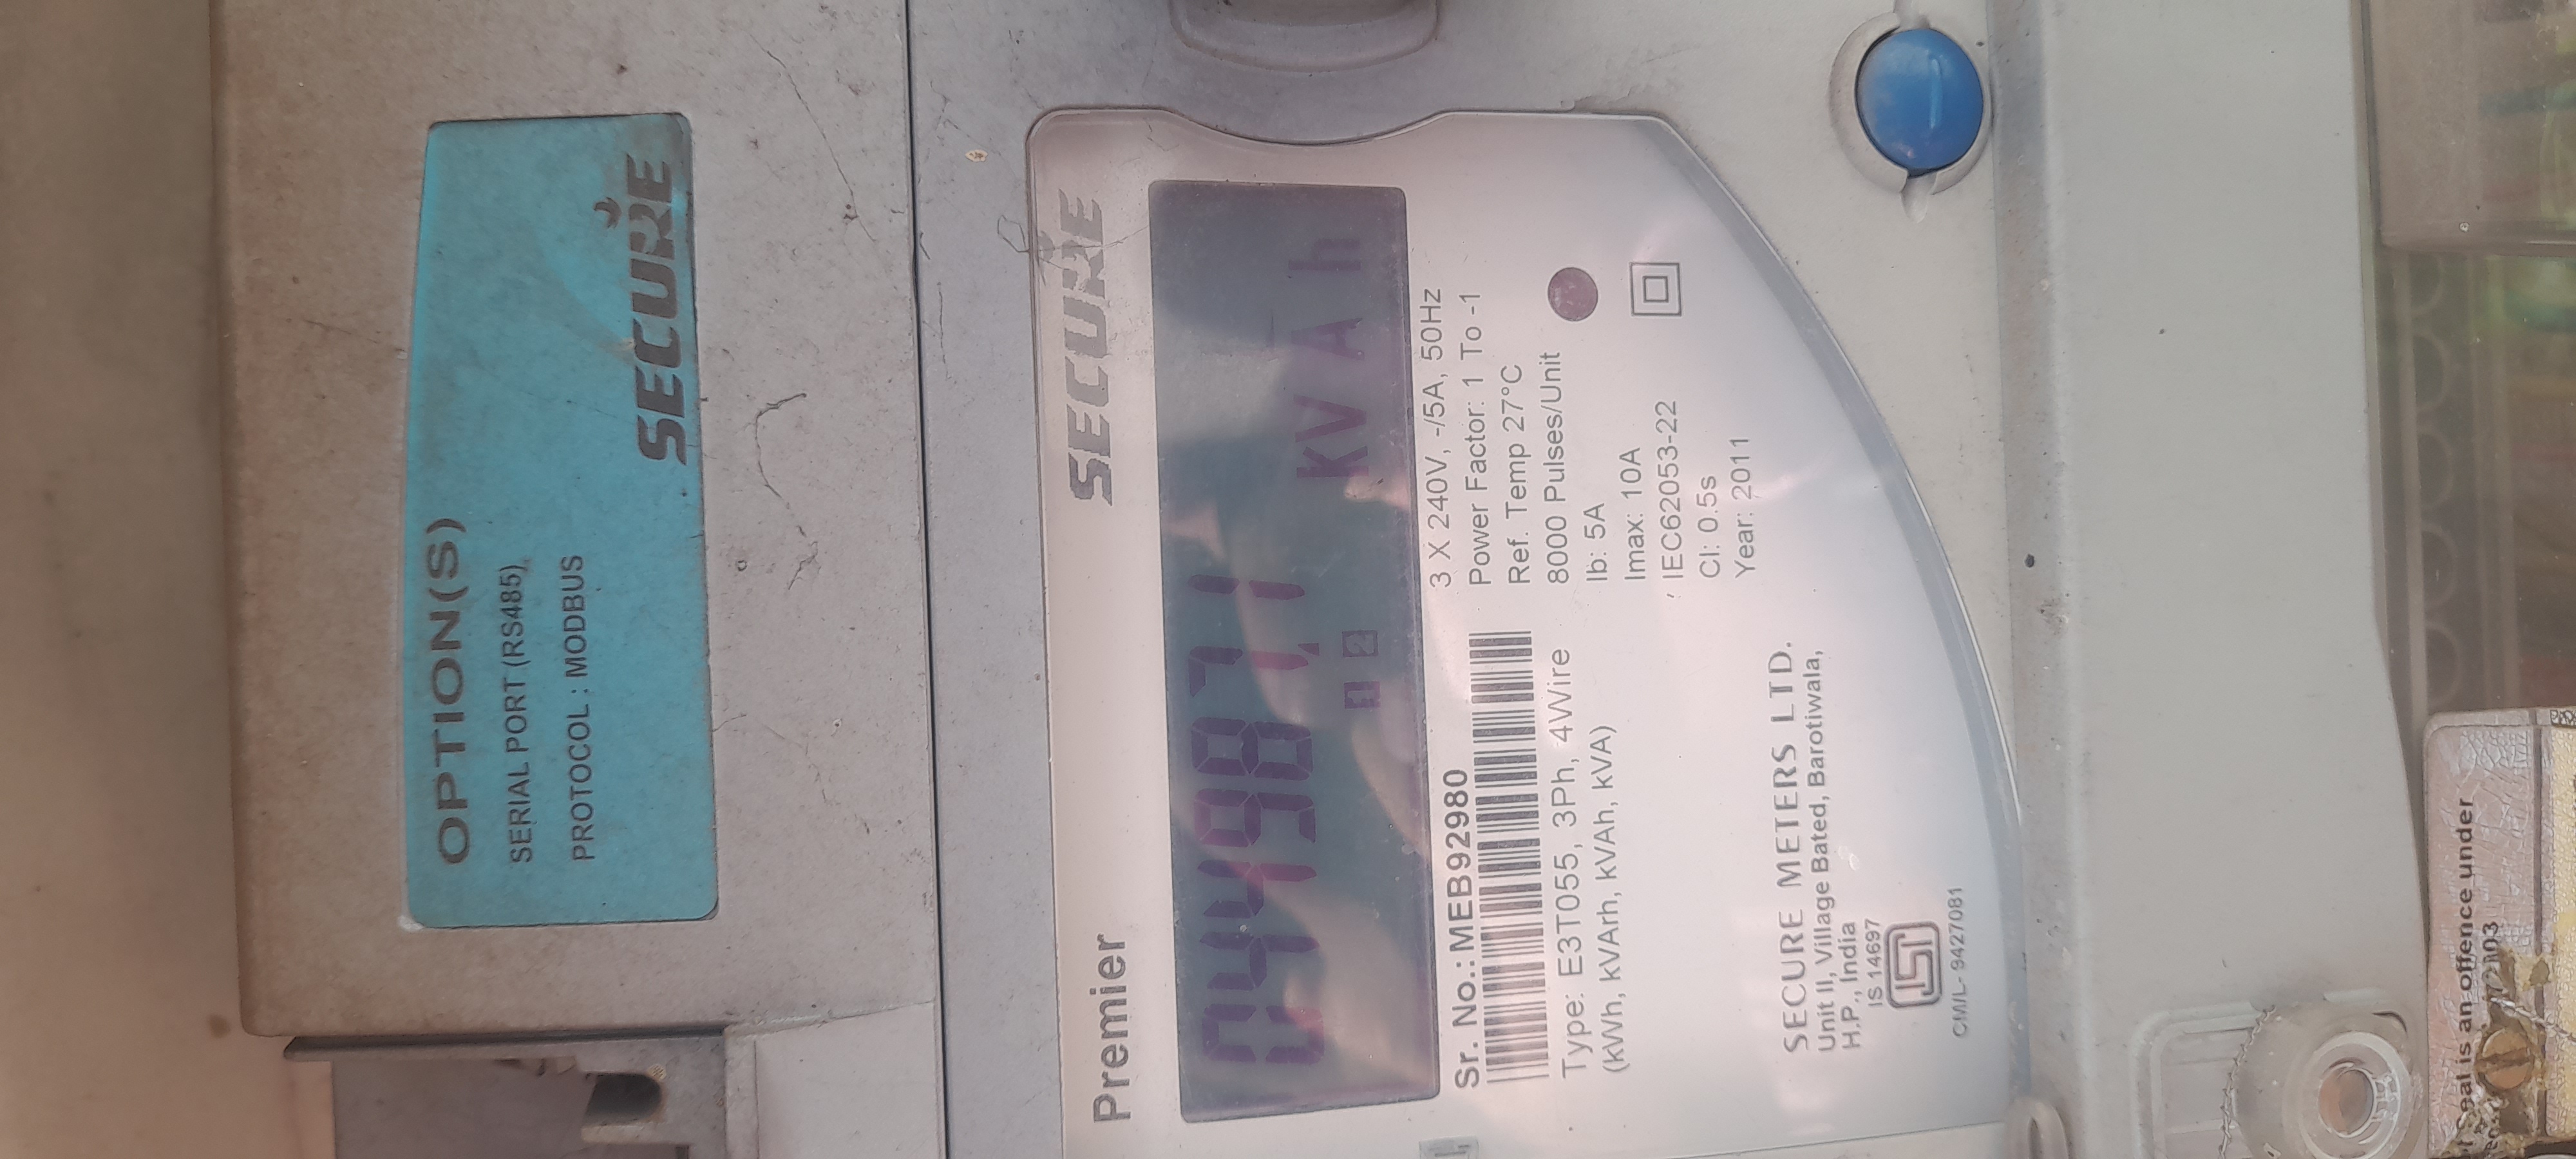 OPTION(S)
SERIAL PORT (RS485)
PROTOCOL : MODBUS
SECURE
Premier
SECURE
044987.1
kVAh
Sr. No.:MEB92980
Type: E3T055, 3Ph, 4Wire
(kWh, kVArh, kVAh, kVA)
3 X 240V, -/5A, 50Hz
Power Factor: 1 To -1
Ref. Temp 27°C
8000 Pulses/Unit
Ib: 5A
Imax: 10A
IEC62053-22
Cl: 0.5s
Year: 2011
SECURE METERS LTD.
Unit II, Village Bated, Barotiwala,
H.P., India
IS 14697
CM/L- 9427081
Seal is an offence under